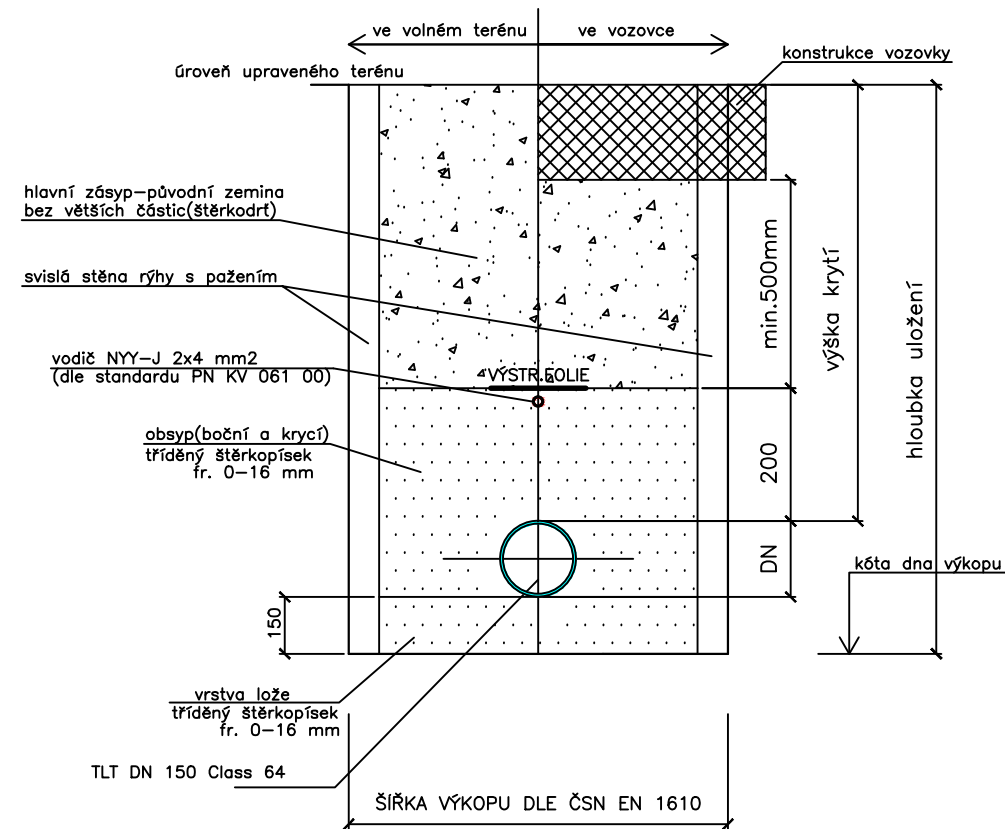 ve volném terénu
ve vozovce
konstrukce vozovky
úroveň upraveného terénu
hlavní zásyp-původní zemina
bez větších částic(štěrkodrť)
svislá stěna rýhy s pažením
vodič NYY-J 2x4 mm2
(dle standardu PN KV 061 00)
VÝSTR.FOLIE
obsyp(boční a krycí)
tříděný štěrkopísek
fr. 0-16 mm
min.500mm
výška krytí
hloubka uložení
200
DN
kóta dna výkopu
150
vrstva lože
tříděný štěrkopísek
fr. 0-16 mm
TLT DN 150 Class 64
ŠÍŘKA VÝKOPU DLE ČSN EN 1610